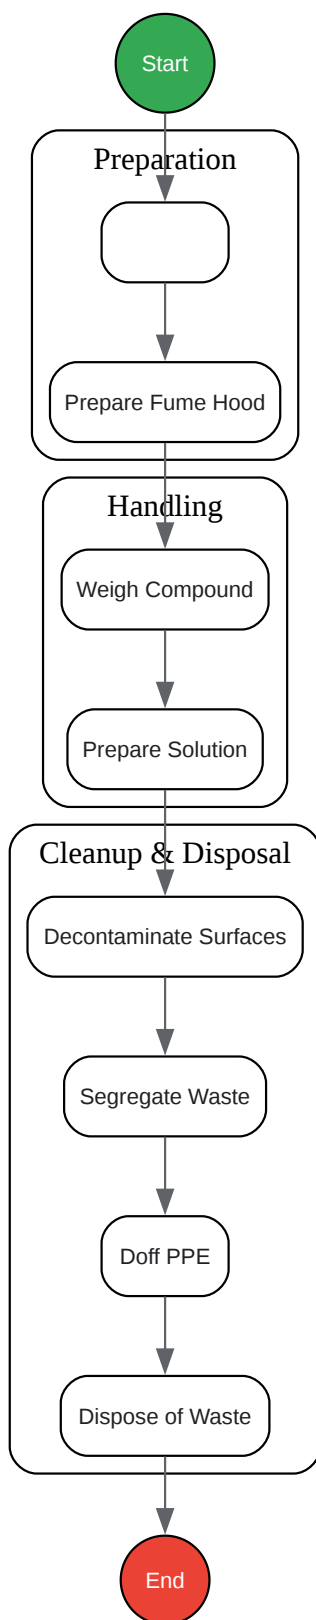 Start
Preparation
Prepare Fume Hood
Handling
Weigh Compound
Prepare Solution
Cleanup & Disposal
Decontaminate Surfaces
Segregate Waste
Doff PPE
Dispose of Waste
End